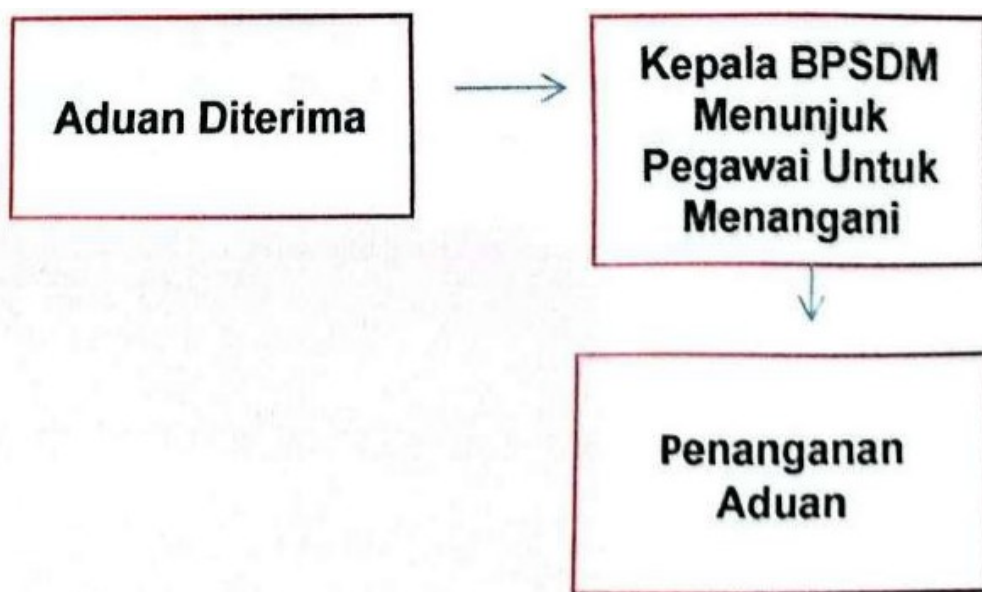 Aduan Diterima
Kepala BPSDM
Menunjuk
Pegawai Untuk
Menangani
Penanganan
Aduan